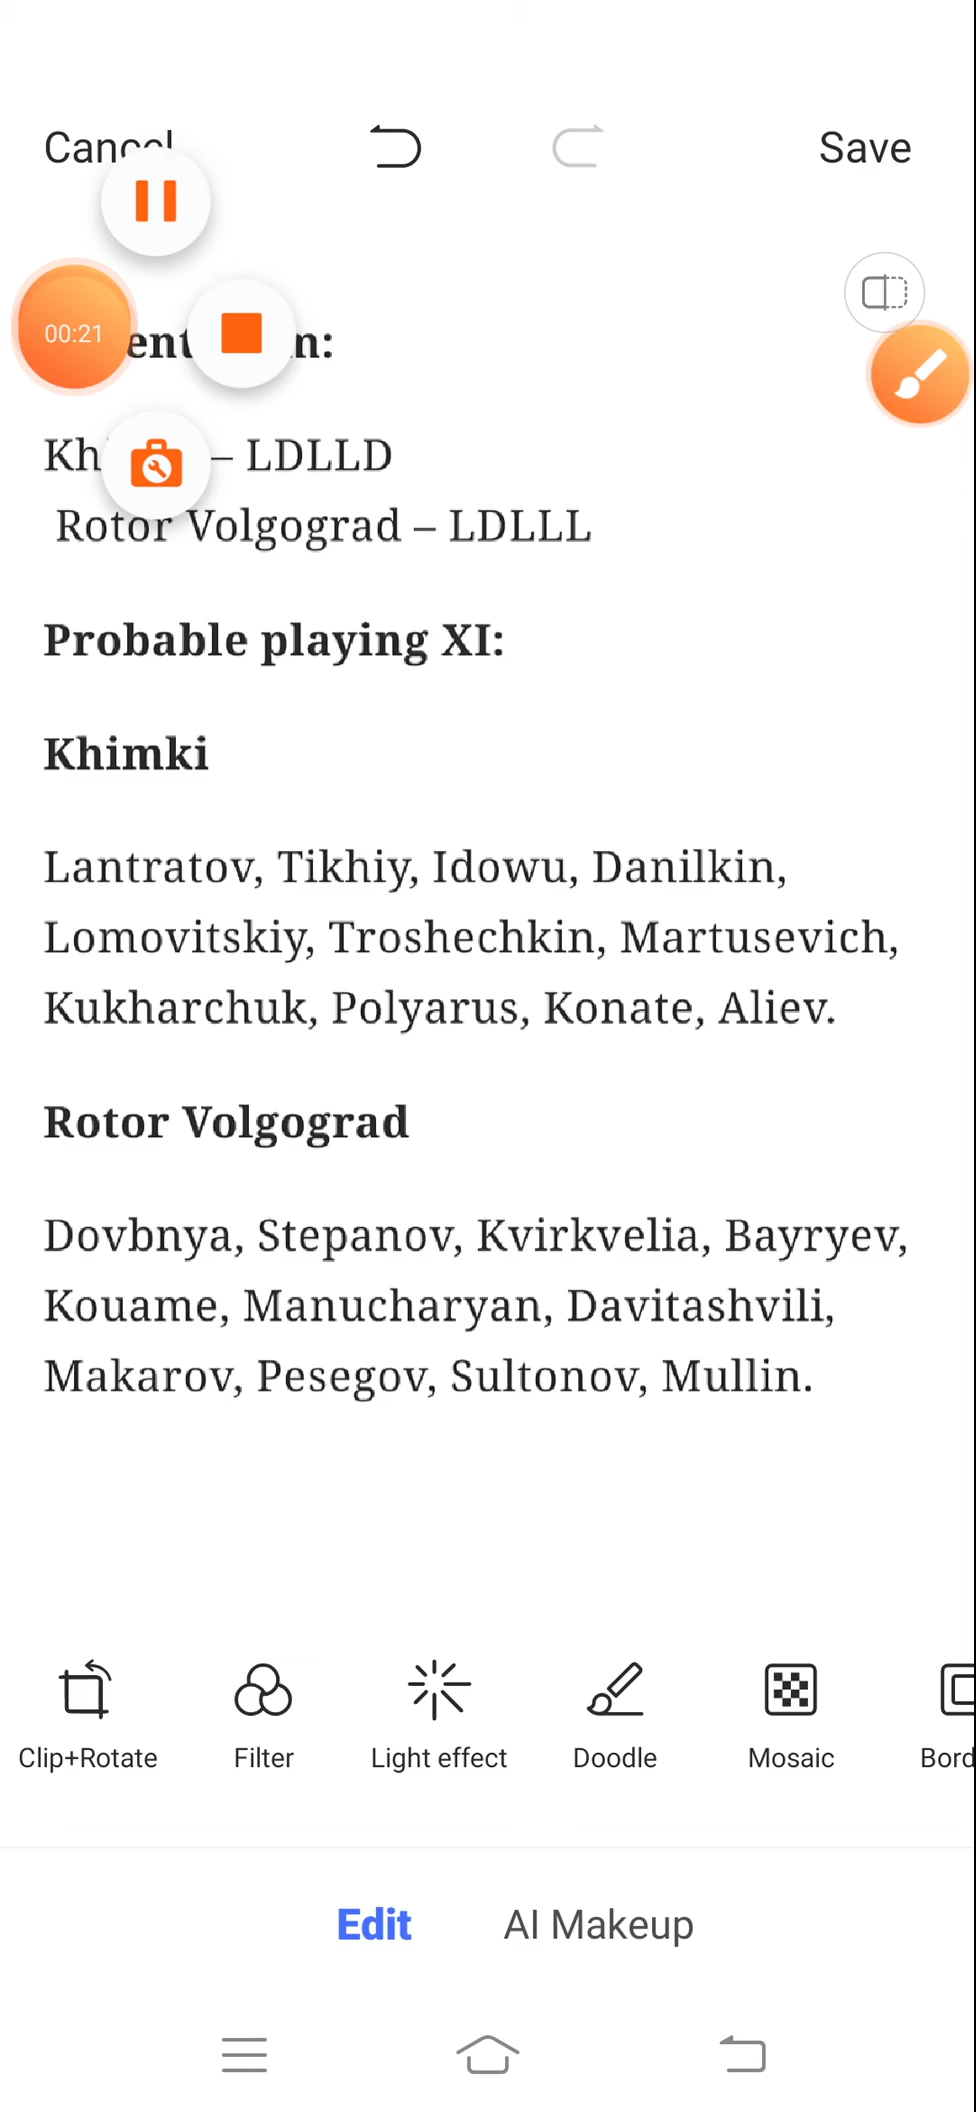 Save
00:21
– LDLLD
Rotor Volgograd – LDLLL
Probable playing XI:
Khimki
Lantratov, Tikhiy, Idowu, Danilkin,
Lomovitskiy, Troshechkin, Martusevich,
Kukharchuk, Polyarus, Konate, Aliev.
Rotor Volgograd
Dovbnya, Stepanov, Kvirkvelia, Bayryev,
Kouame, Manucharyan, Davitashvili,
Makarov, Pesegov, Sultonov, Mullin.
Clip+Rotate Filter Light effect Doodle Mosaic
Edit AI Makeup